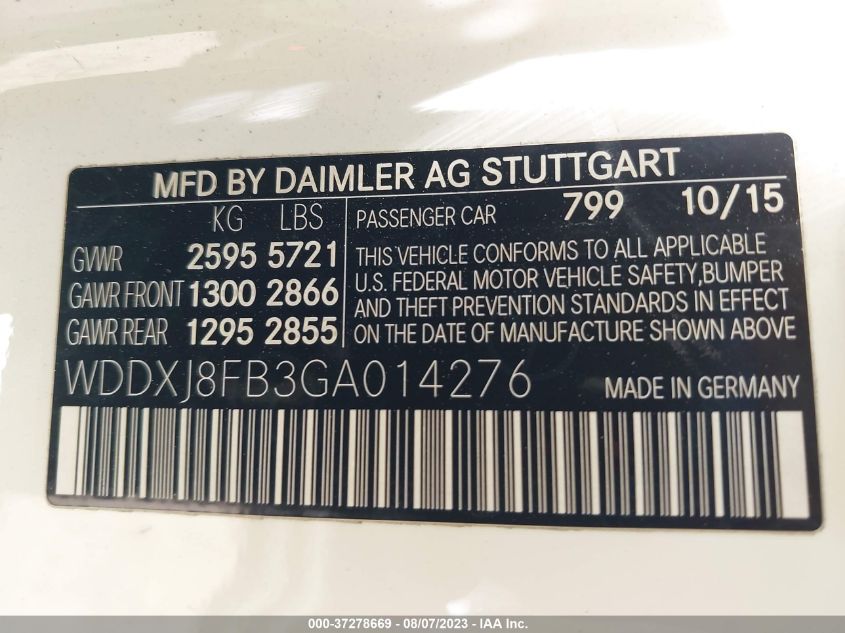 MFD BY DAIMLER AG STUTTGART
KG LBS
GVWR 2595 5721
GAWR FRONT 1300 2866
GAWR REAR 1295 2855
PASSENGER CAR 799 10/15
THIS VEHICLE CONFORMS TO ALL APPLICABLE
U.S. FEDERAL MOTOR VEHICLE SAFETY,BUMPER
AND THEFT PREVENTION STANDARDS IN EFFECT
ON THE DATE OF MANUFACTURE SHOWN ABOVE
WDDXJ8FB3GA014276 MADE IN GERMANY
000-37278669 - 08/07/2023 - IAA Inc.